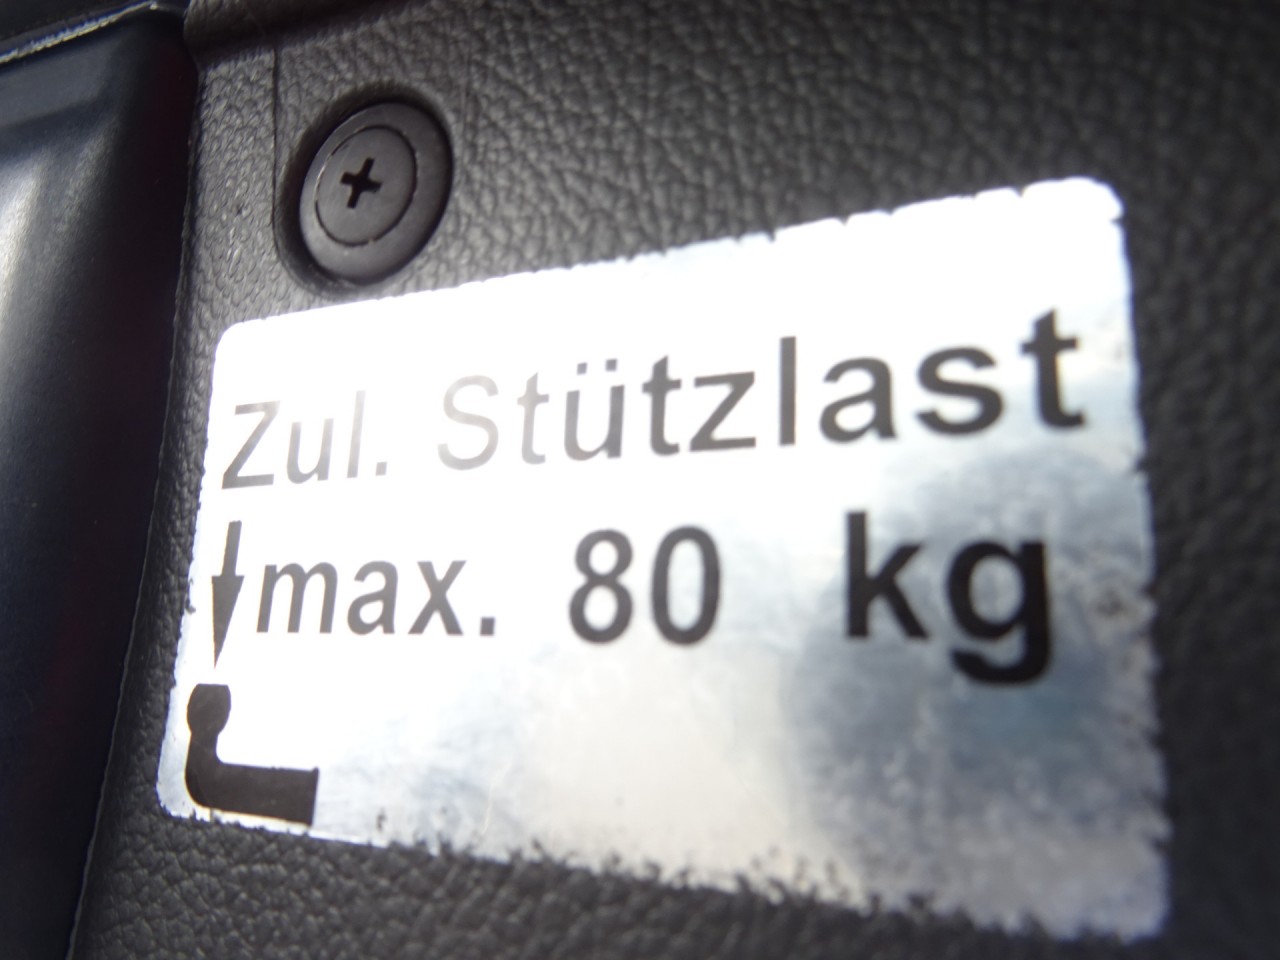 Zul. Stützlast
max. 80 kg